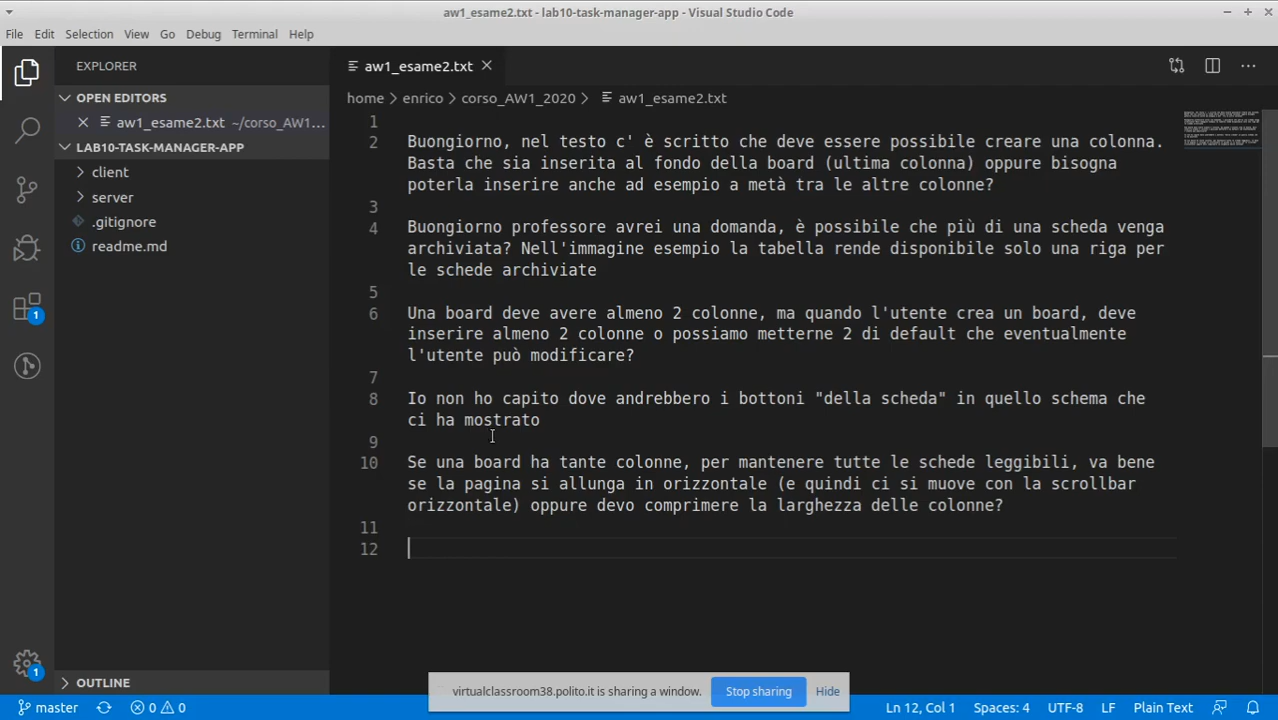 aw1_esame2.txt - lab10-task-manager-app - Visual Studio Code
File Edit Selection View Go Debug Terminal Help
EXPLORER
OPEN EDITORS
aw1_esame2.txt ~/corso_AW1...
LAB10-TASK-MANAGER-APP
client
server
.gitignore
readme.md
OUTLINE
1
1
aw1_esame2.txt
home > enrico > corso_AW1_2020 > aw1_esame2.txt
1
2 Buongiorno, nel testo c' è scritto che deve essere possibile creare una colonna.
Basta che sia inserita al fondo della board (ultima colonna) oppure bisogna
poterla inserire anche ad esempio a metà tra le altre colonne?
3
4 Buongiorno professore avrei una domanda, è possibile che più di una scheda venga
archiviata? Nell'immagine esempio la tabella rende disponibile solo una riga per
le schede archiviate
5
6 Una board deve avere almeno 2 colonne, ma quando l'utente crea un board, deve
inserire almeno 2 colonne o possiamo metterne 2 di default che eventualmente
l'utente può modificare?
7
8 Io non ho capito dove andrebbero i bottoni "della scheda" in quello schema che
ci ha mostrato
9
10 Se una board ha tante colonne, per mantenere tutte le schede leggibili, va bene
se la pagina si allunga in orizzontale (e quindi ci si muove con la scrollbar
orizzontale) oppure devo comprimere la larghezza delle colonne?
11
12
virtualclassroom38.polito.it is sharing a window. Stop sharing Hide
master 0 0 Ln 12, Col 1 Spaces: 4 UTF-8 LF Plain Text